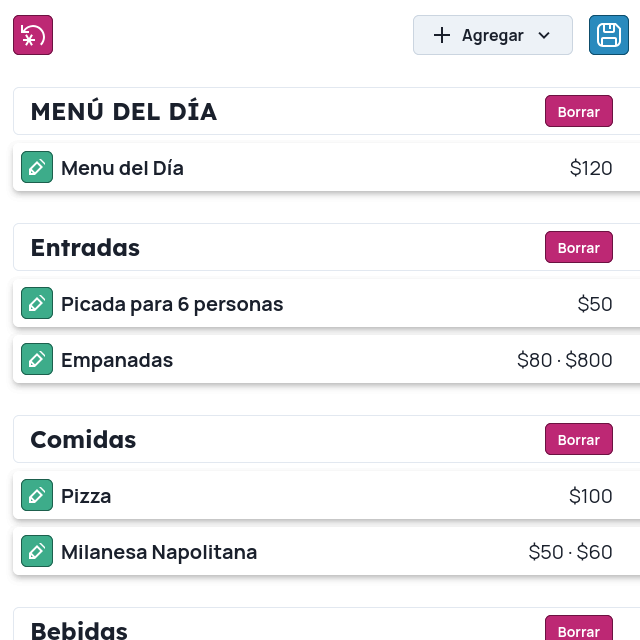 Agregar
MENÚ DEL DÍA Borrar
Menu del Día $120
Entradas Borrar
Picada para 6 personas $50
Empanadas $80 · $800
Comidas Borrar
Pizza $100
Milanesa Napolitana $50 · $60
Bebidas Borrar